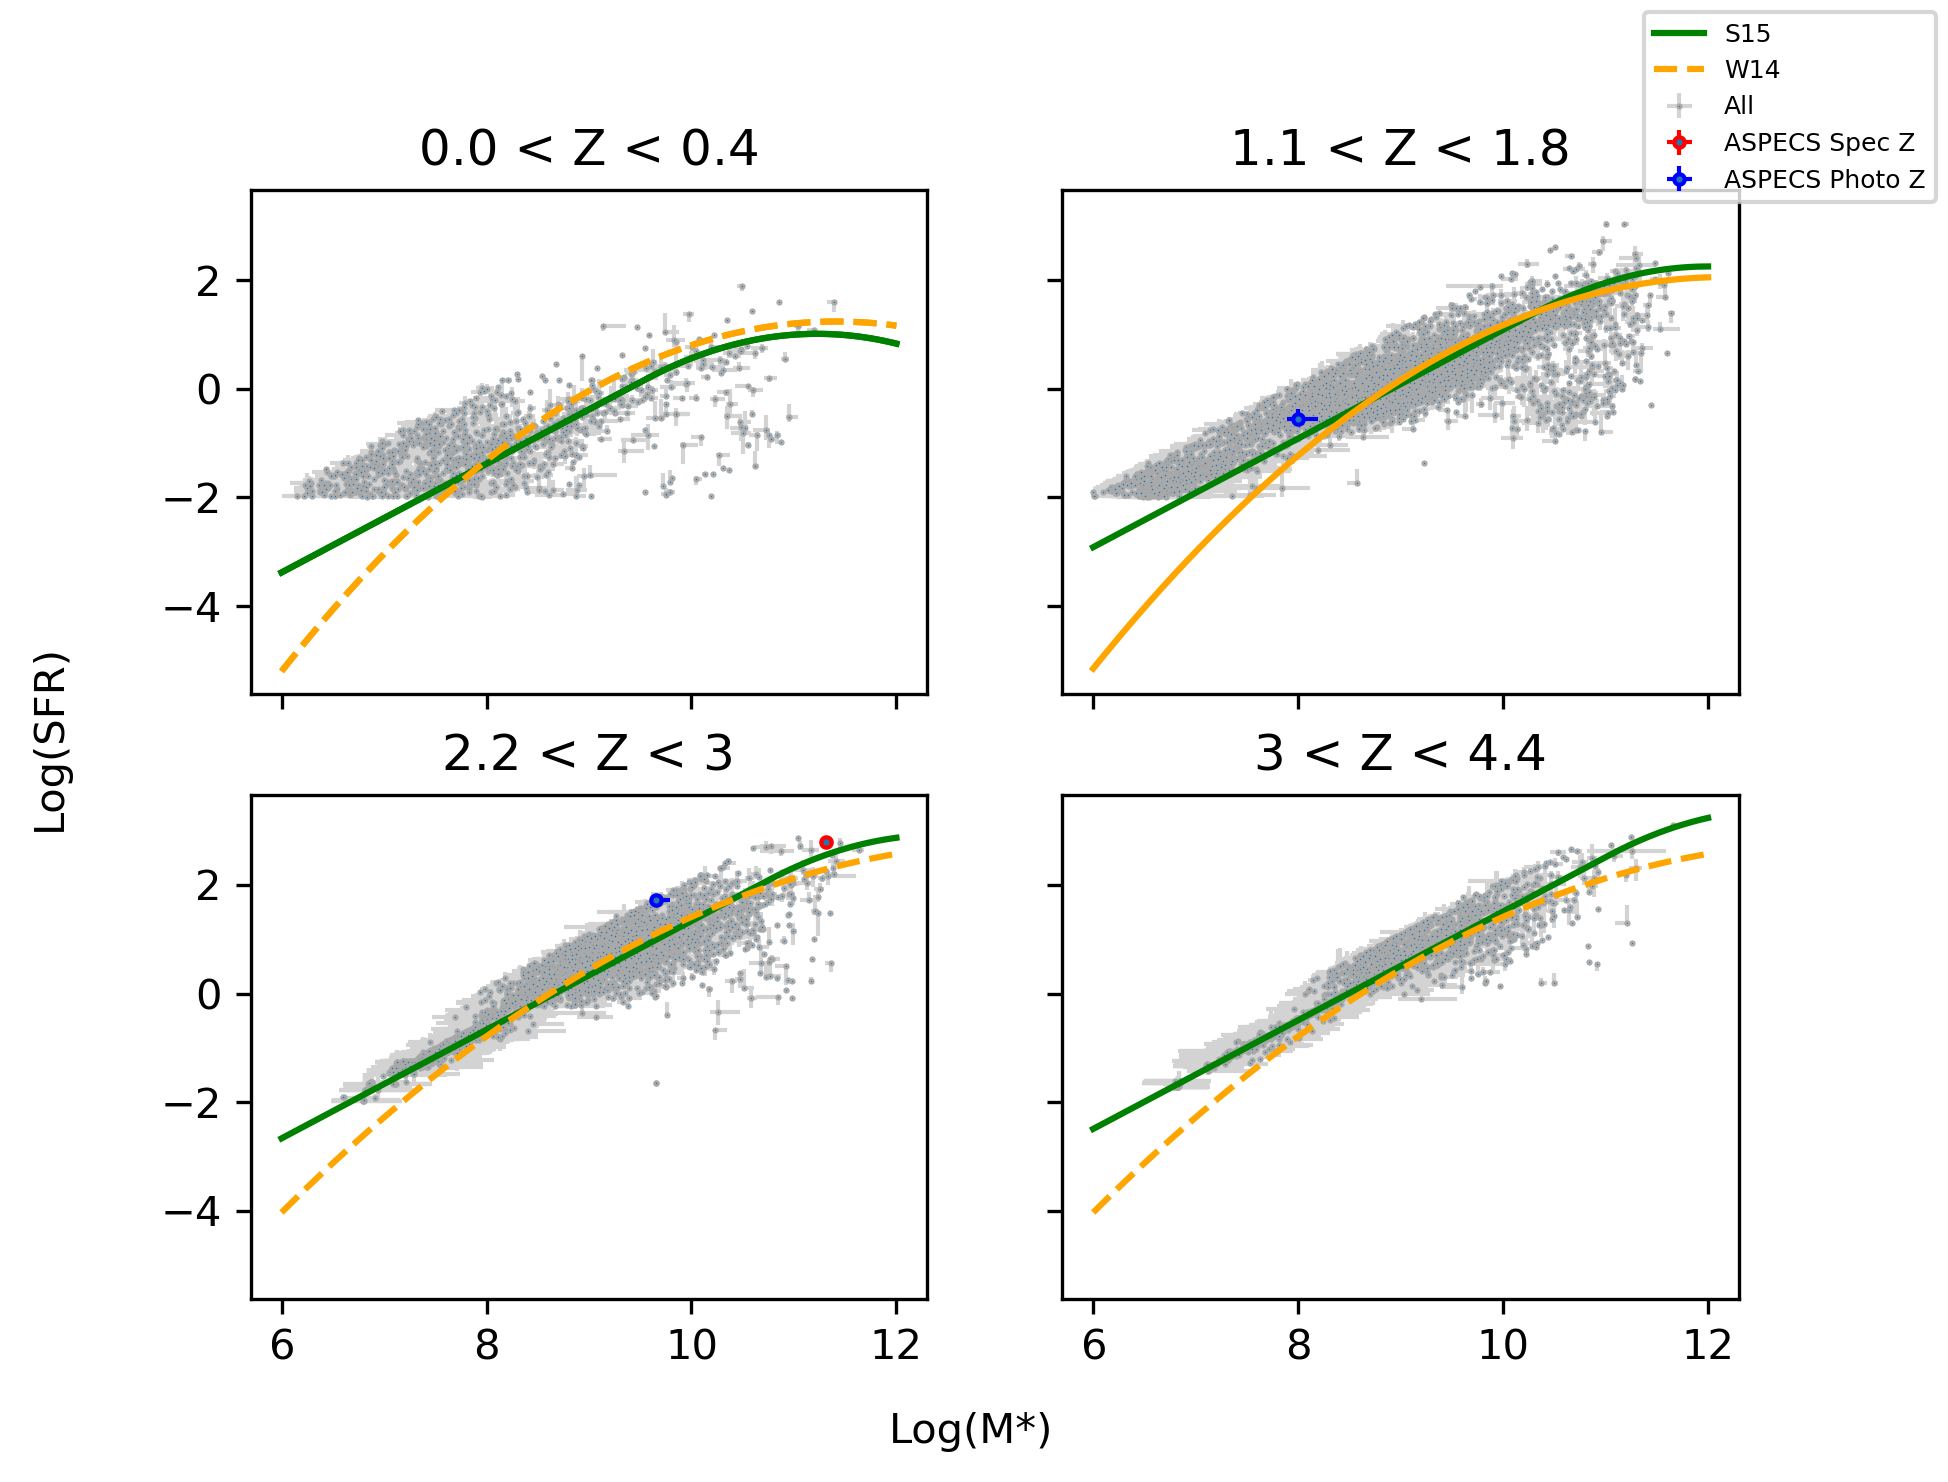 S15
W14
All
ASPECS Spec Z
ASPECS Photo Z
0.0 < Z < 0.4
1.1 < Z < 1.8
2
0
−2
−4
2.2 < Z < 3
3 < Z < 4.4
2
0
−2
−4
6 8 10 12
6 8 10 12
Log(SFR)
Log(M*)